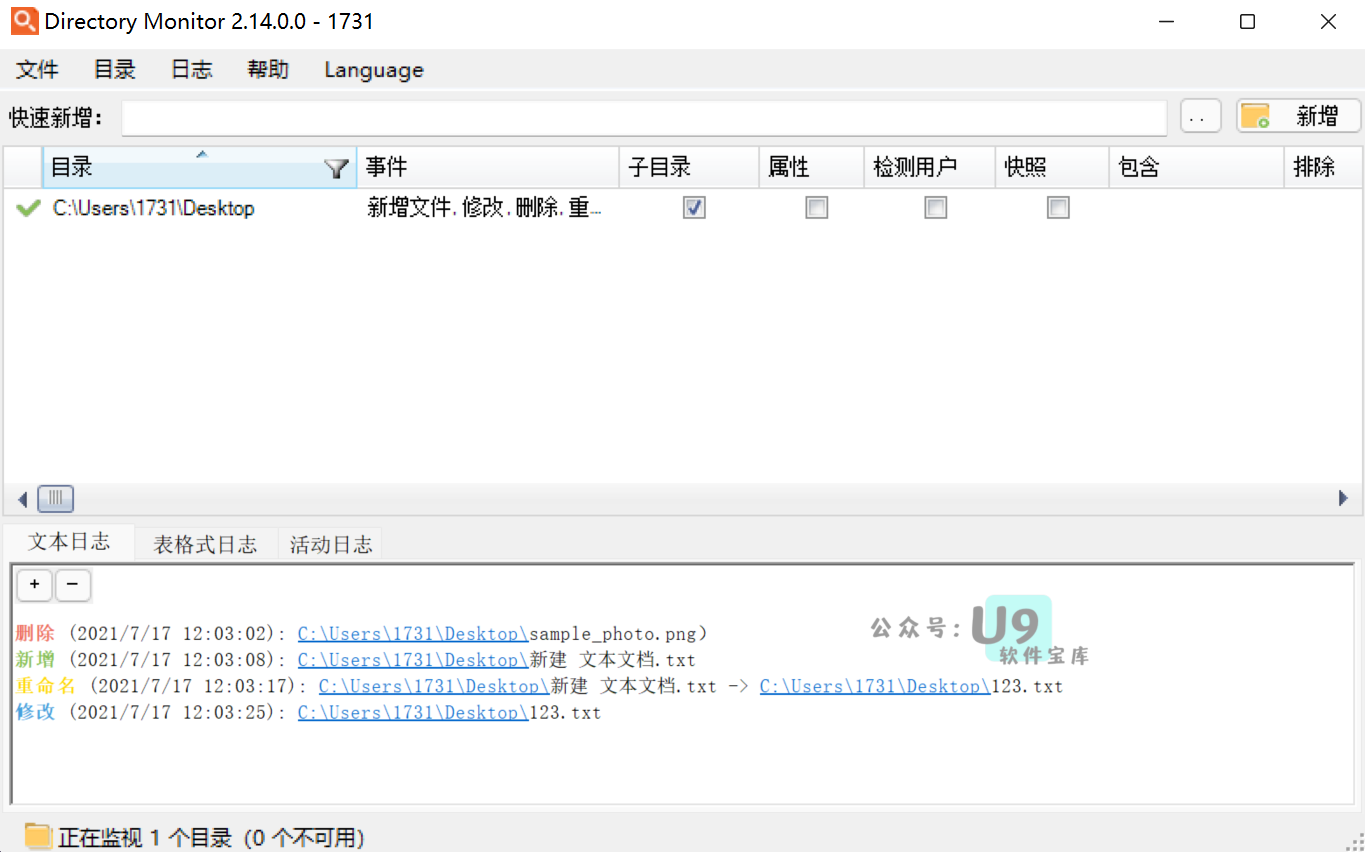 Directory Monitor 2.14.0.0 - 1731
文件 目录 日志 帮助 Language
快速新增: .. 新增
目录 事件 子目录 属性 检测用户 快照 包含 排除
C:\Users\1731\Desktop 新增文件, 修改, 删除, 重...
文本日志 表格式日志 活动日志
+ −
删除 (2021/7/17 12:03:02): C:\Users\1731\Desktop\sample_photo.png)
新增 (2021/7/17 12:03:08): C:\Users\1731\Desktop\新建 文本文档.txt
重命名 (2021/7/17 12:03:17): C:\Users\1731\Desktop\新建 文本文档.txt -> C:\Users\1731\Desktop\123.txt
修改 (2021/7/17 12:03:25): C:\Users\1731\Desktop\123.txt
公众号: U9
软件宝库
正在监视 1 个目录 (0 个不可用)